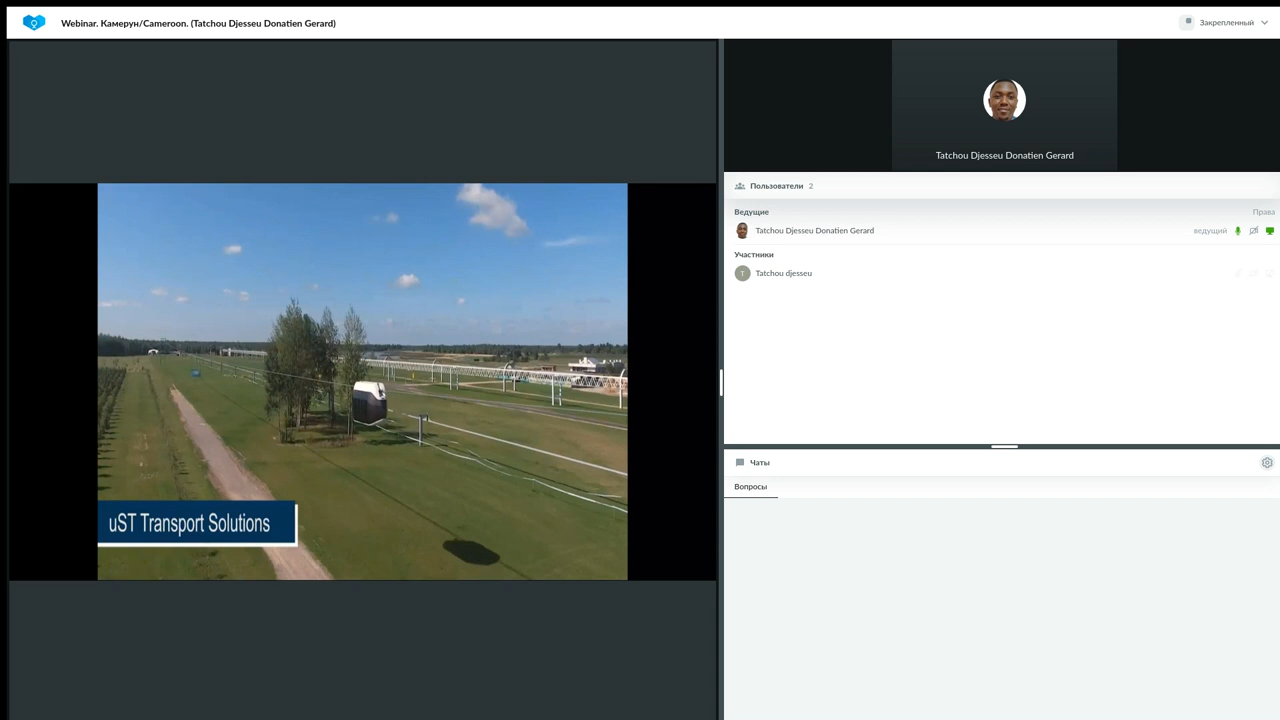 Webinar. Камерун/Cameroon. (Tatchou Djesseu Donatien Gerard)
Закрепленный
Tatchou Djesseu Donatien Gerard
Пользователи 2
Ведущие Права
Tatchou Djesseu Donatien Gerard ведущий
Участники
T Tatchou djesseu
uST Transport Solutions
Чаты
Вопросы